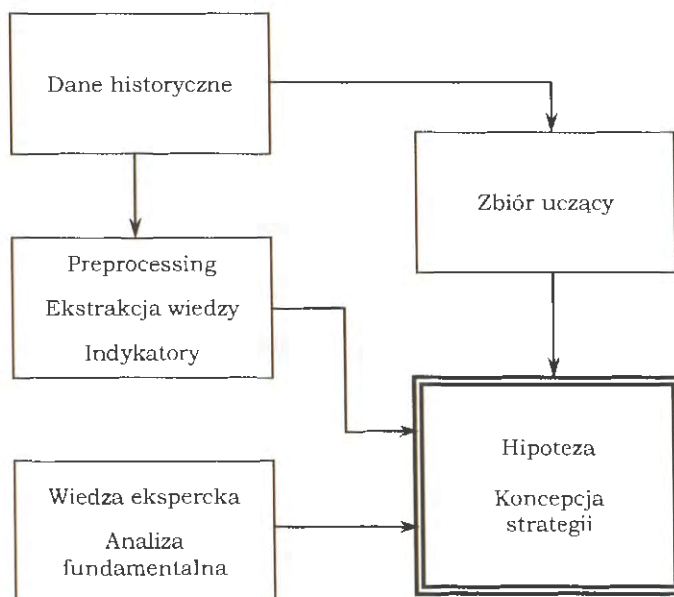 Dane historyczne
Zbiór uczący
Preprocessing
Ekstrakcja wiedzy
Indykatory
Hipoteza
Koncepcja
strategii
Wiedza ekspercka
Analiza
fundamentalna